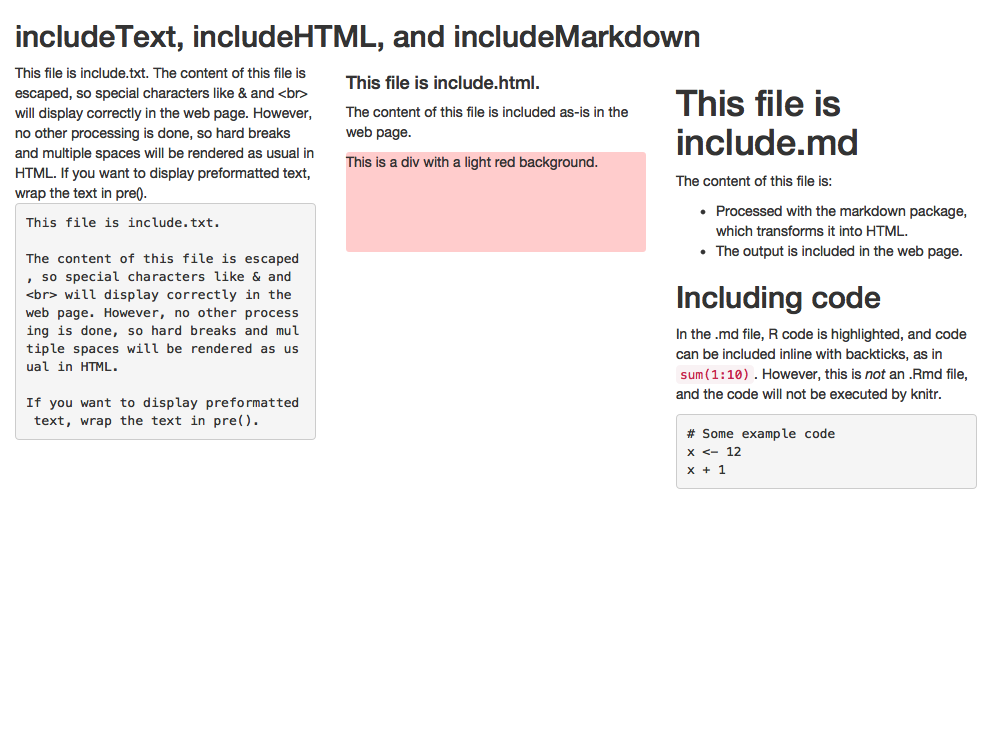 includeText, includeHTML, and includeMarkdown
This file is include.txt. The content of this file is
escaped, so special characters like & and <br>
will display correctly in the web page. However,
no other processing is done, so hard breaks
and multiple spaces will be rendered as usual in
HTML. If you want to display preformatted text,
wrap the text in pre().
This file is include.txt.
The content of this file is escaped
, so special characters like & and
<br> will display correctly in the
web page. However, no other process
ing is done, so hard breaks and mul
tiple spaces will be rendered as us
ual in HTML.
If you want to display preformatted
text, wrap the text in pre().
This file is include.html.
The content of this file is included as-is in the
web page.
This is a div with a light red background.
This file is
include.md
The content of this file is:
• Processed with the markdown package,
which transforms it into HTML.
• The output is included in the web page.
Including code
In the .md file, R code is highlighted, and code
can be included inline with backticks, as in
sum(1:10) . However, this is not an .Rmd file,
and the code will not be executed by knitr.
# Some example code
x <- 12
x + 1